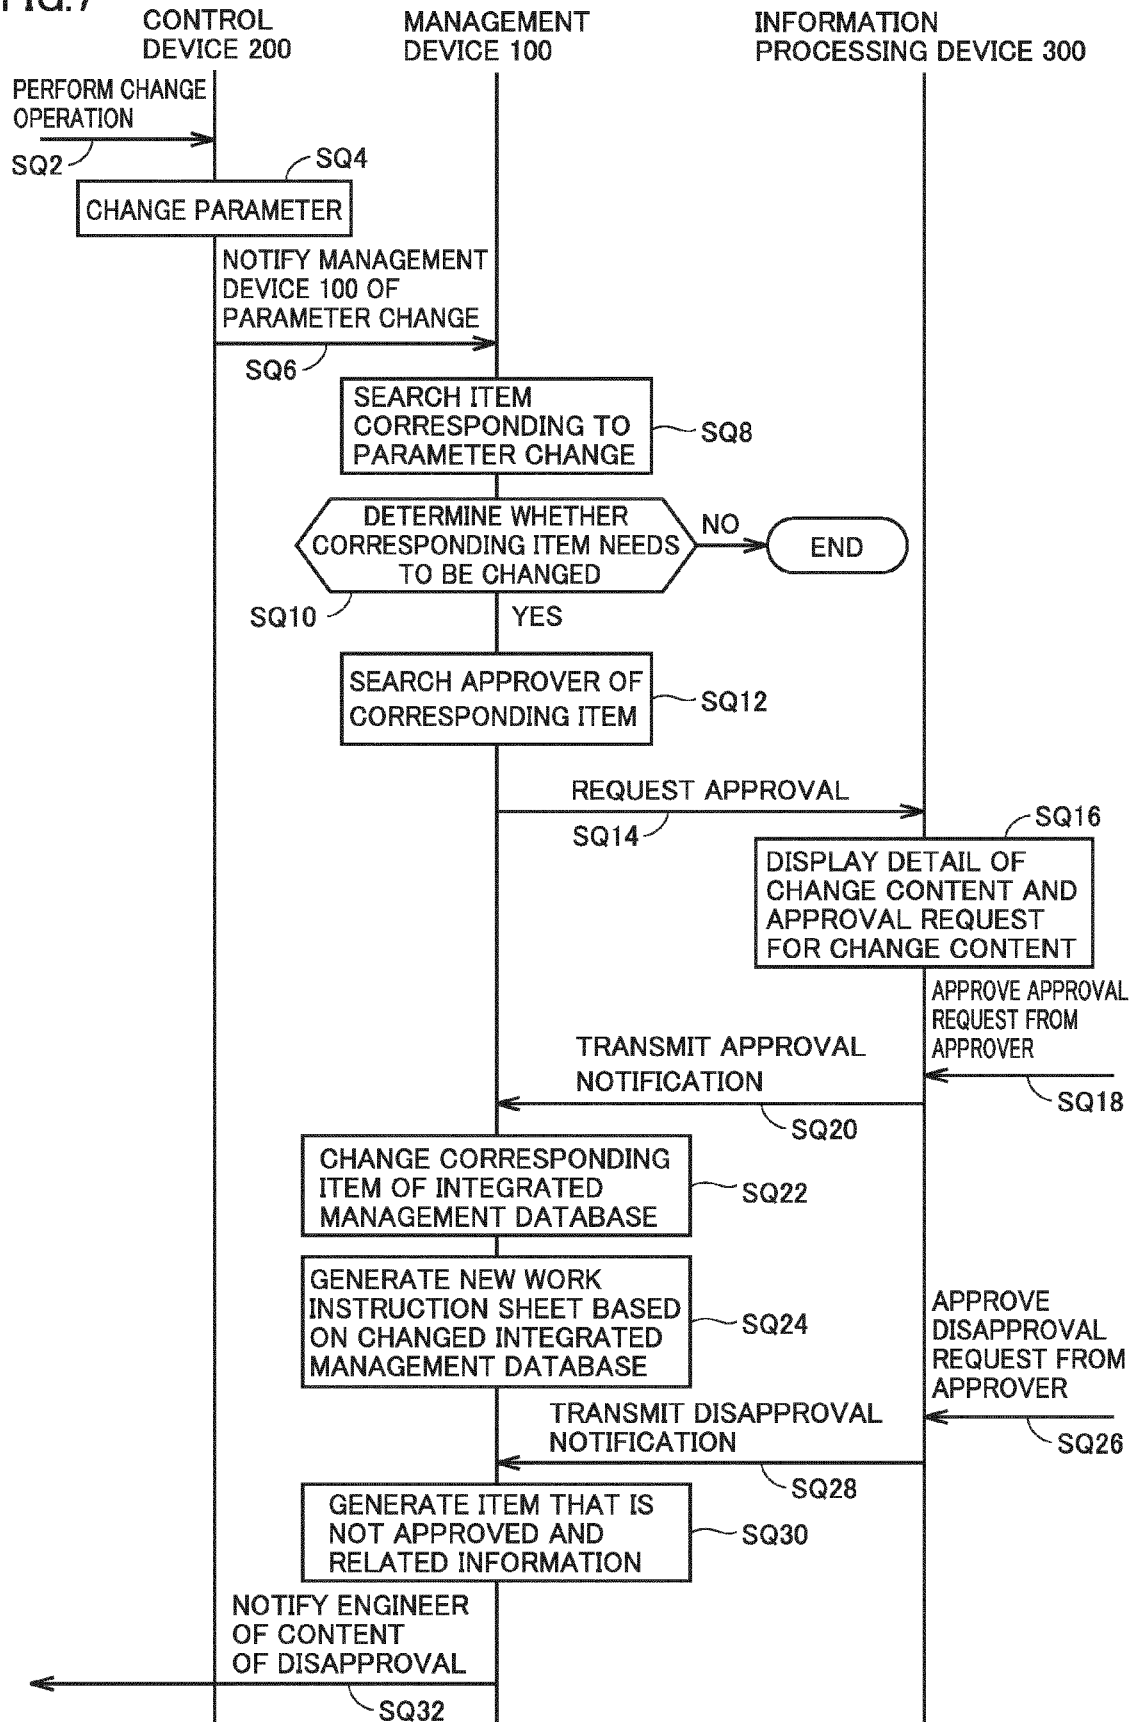 FIG.7
CONTROL
DEVICE 200
MANAGEMENT
DEVICE 100
INFORMATION
PROCESSING DEVICE 300
PERFORM CHANGE
OPERATION
SQ2
SQ4
CHANGE PARAMETER
NOTIFY MANAGEMENT
DEVICE 100 OF
PARAMETER CHANGE
SQ6
SEARCH ITEM
CORRESPONDING TO
PARAMETER CHANGE
SQ8
DETERMINE WHETHER
CORRESPONDING ITEM NEEDS
TO BE CHANGED
NO
END
SQ10
YES
SEARCH APPROVER OF
CORRESPONDING ITEM
SQ12
REQUEST APPROVAL
SQ14
SQ16
DISPLAY DETAIL OF
CHANGE CONTENT AND
APPROVAL REQUEST
FOR CHANGE CONTENT
APPROVE APPROVAL
REQUEST FROM
APPROVER
SQ18
TRANSMIT APPROVAL
NOTIFICATION
SQ20
CHANGE CORRESPONDING
ITEM OF INTEGRATED
MANAGEMENT DATABASE
SQ22
GENERATE NEW WORK
INSTRUCTION SHEET BASED
ON CHANGED INTEGRATED
MANAGEMENT DATABASE
SQ24
APPROVE
DISAPPROVAL
REQUEST FROM
APPROVER
SQ26
TRANSMIT DISAPPROVAL
NOTIFICATION
SQ28
GENERATE ITEM THAT IS
NOT APPROVED AND
RELATED INFORMATION
SQ30
NOTIFY ENGINEER
OF CONTENT
OF DISAPPROVAL
SQ32